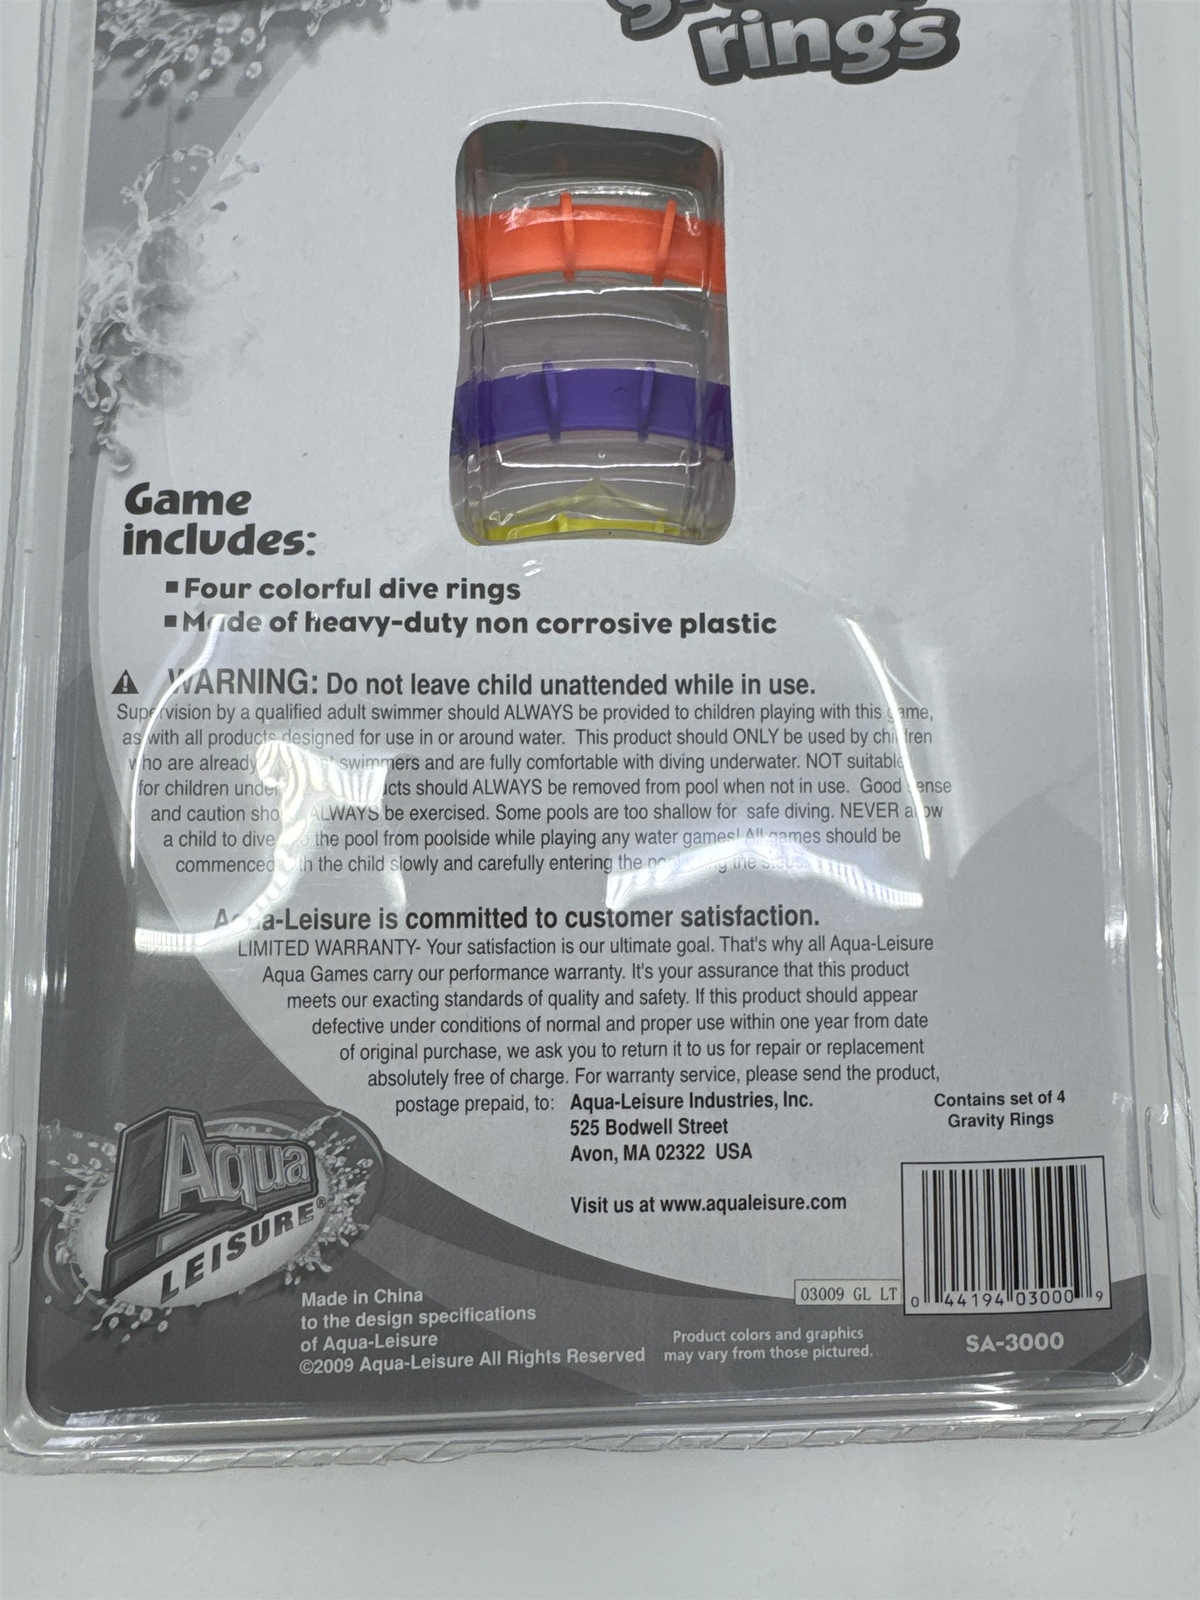 rings
Game
includes:
▪ Four colorful dive rings
▪ Made of heavy-duty non corrosive plastic
WARNING: Do not leave child unattended while in use.
Supervision by a qualified adult swimmer should ALWAYS be provided to children playing with this game,
as with all products designed for use in or around water. This product should ONLY be used by children
who are already swimmers and are fully comfortable with diving underwater. NOT suitable
for children under should ALWAYS be removed from pool when not in use. Good sense
and caution should ALWAYS be exercised. Some pools are too shallow for safe diving. NEVER allow
a child to dive the pool from poolside while playing any water games! All games should be
commenced with the child slowly and carefully entering the pool using the steps.
Aqua-Leisure is committed to customer satisfaction.
LIMITED WARRANTY- Your satisfaction is our ultimate goal. That's why all Aqua-Leisure
Aqua Games carry our performance warranty. It's your assurance that this product
meets our exacting standards of quality and safety. If this product should appear
defective under conditions of normal and proper use within one year from date
of original purchase, we ask you to return it to us for repair or replacement
absolutely free of charge. For warranty service, please send the product,
postage prepaid, to: Aqua-Leisure Industries, Inc.
525 Bodwell Street
Avon, MA 02322 USA
Visit us at www.aqualeisure.com
Contains set of 4
Gravity Rings
Aqua
LEISURE®
03009 GL LT
0 44194 03000 9
SA-3000
Made in China
to the design specifications
of Aqua-Leisure
©2009 Aqua-Leisure All Rights Reserved
Product colors and graphics
may vary from those pictured.